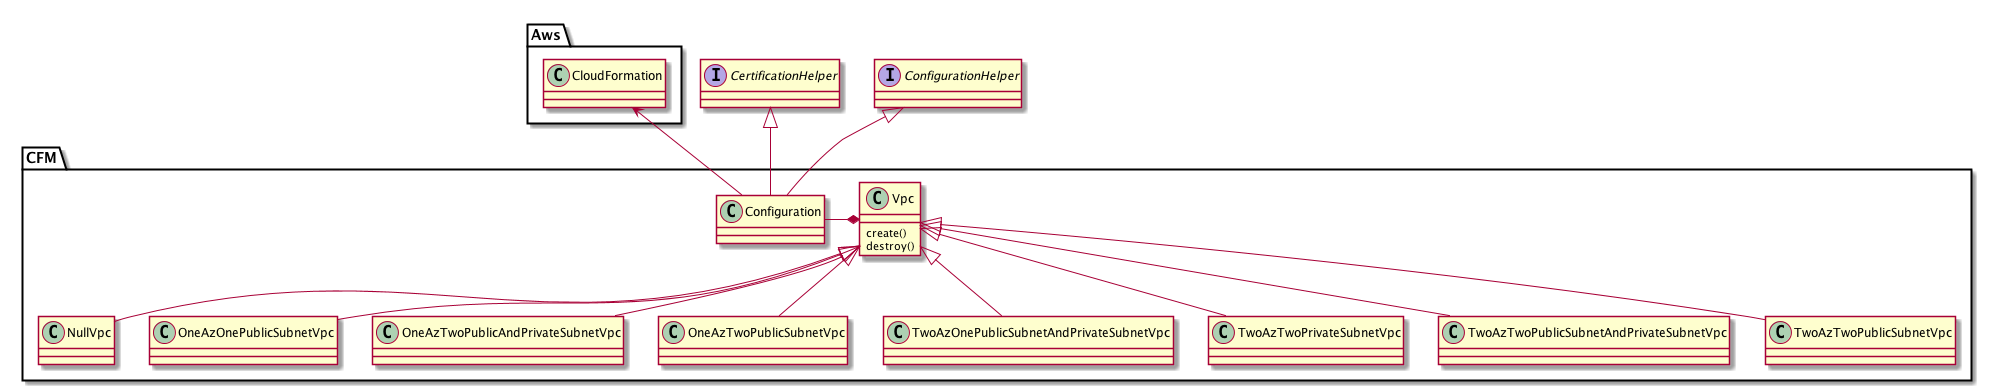 Aws
C CloudFormation
I CertificationHelper
I ConfigurationHelper
CFM
C Configuration
C Vpc
create()
destroy()
C NullVpc
C OneAzOnePublicSubnetVpc
C OneAzTwoPublicAndPrivateSubnetVpc
C OneAzTwoPublicSubnetVpc
C TwoAzOnePublicSubnetAndPrivateSubnetVpc
C TwoAzTwoPrivateSubnetVpc
C TwoAzTwoPublicSubnetAndPrivateSubnetVpc
C TwoAzTwoPublicSubnetVpc